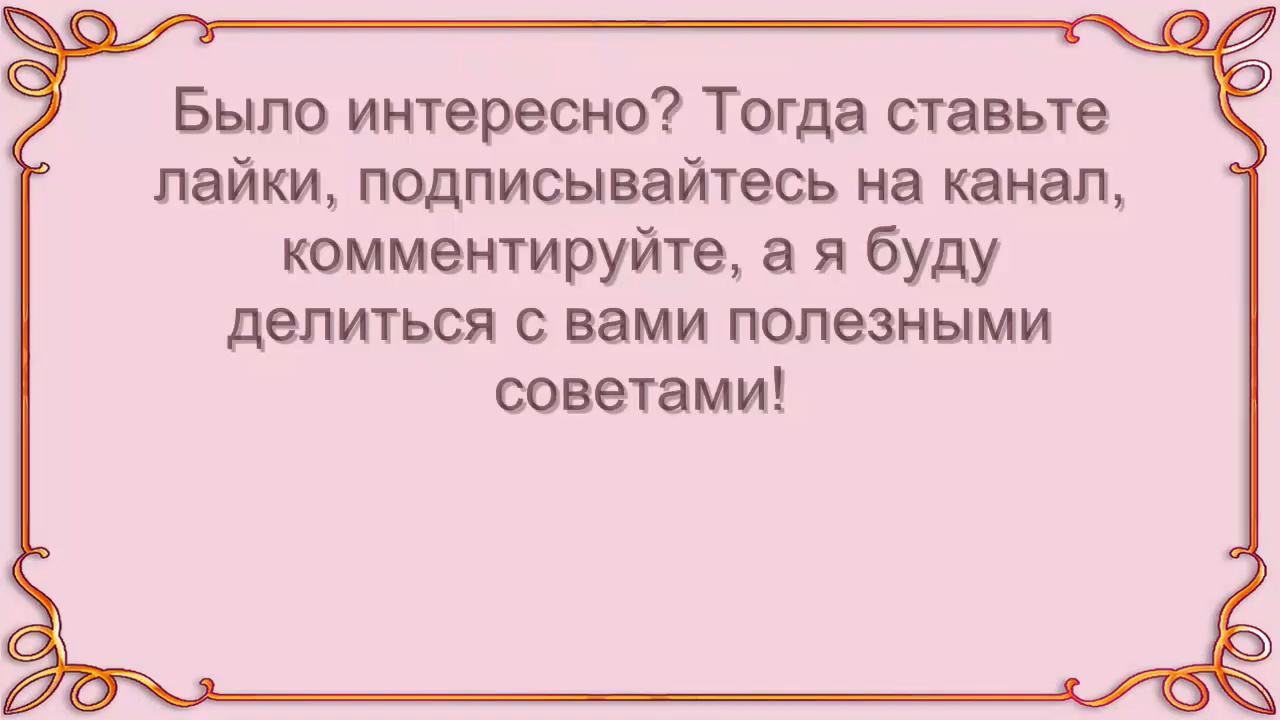 Было интересно? Тогда ставьте
лайки, подписывайтесь на канал,
комментируйте, а я буду
делиться с вами полезными
советами!